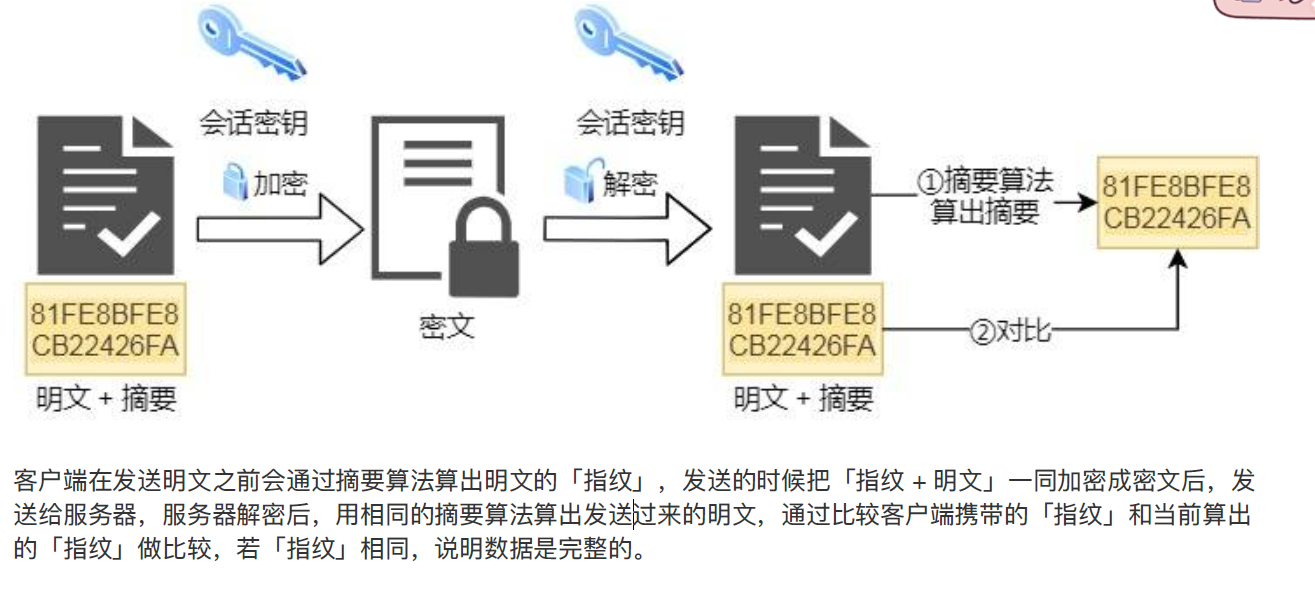 会话密钥
会话密钥
加密
解密
①摘要算法
算出摘要
81FE8BFE8
CB22426FA
81FE8BFE8
CB22426FA
密文
81FE8BFE8
CB22426FA
②对比
明文 + 摘要
明文 + 摘要
客户端在发送明文之前会通过摘要算法算出明文的「指纹」，发送的时候把「指纹 + 明文」一同加密成密文后，发
送给服务器，服务器解密后，用相同的摘要算法算出发送过来的明文，通过比较客户端携带的「指纹」和当前算出
的「指纹」做比较，若「指纹」相同，说明数据是完整的。